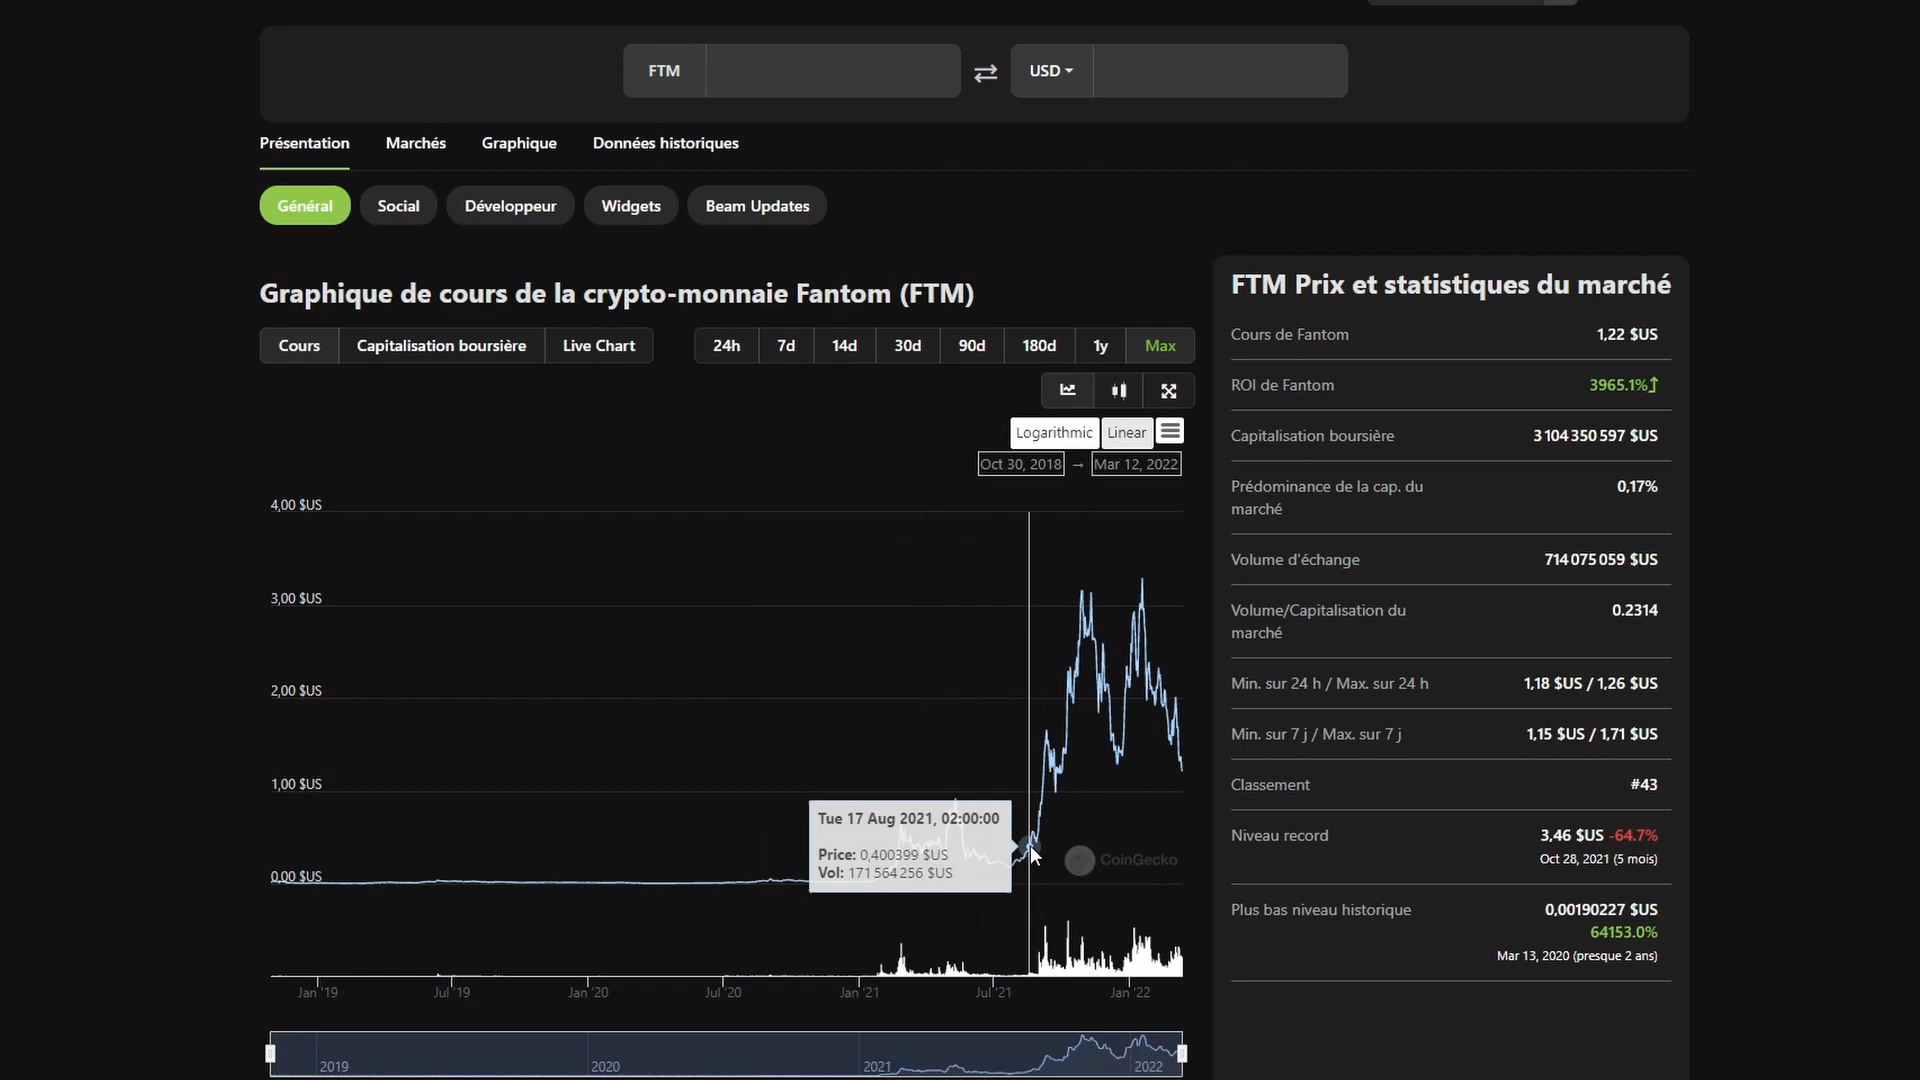 FTM
USD
Présentation
Marchés
Graphique
Données historiques
Général
Social
Développeur
Widgets
Beam Updates
Graphique de cours de la crypto-monnaie Fantom (FTM)
Cours
Capitalisation boursière
Live Chart
24h
7d
14d
30d
90d
180d
1y
Max
Logarithmic
Linear
Oct 30, 2018 → Mar 12, 2022
4,00 $US
3,00 $US
2,00 $US
1,00 $US
0,00 $US
Tue 17 Aug 2021, 02:00:00
Price: 0,400399 $US
Vol: 171 564 256 $US
CoinGecko
Jan '19
Jul '19
Jan '20
Jul '20
Jan '21
Jul '21
Jan '22
2019
2020
2021
2022
FTM Prix et statistiques du marché
Cours de Fantom 1,22 $US
ROI de Fantom 3965.1%
Capitalisation boursière 3 104 350 597 $US
Prédominance de la cap. du 0,17%
marché
Volume d'échange 714 075 059 $US
Volume/Capitalisation du 0.2314
marché
Min. sur 24 h / Max. sur 24 h 1,18 $US / 1,26 $US
Min. sur 7 j / Max. sur 7 j 1,15 $US / 1,71 $US
Classement #43
Niveau record 3,46 $US -64.7%
Oct 28, 2021 (5 mois)
Plus bas niveau historique 0,00190227 $US
64153.0%
Mar 13, 2020 (presque 2 ans)